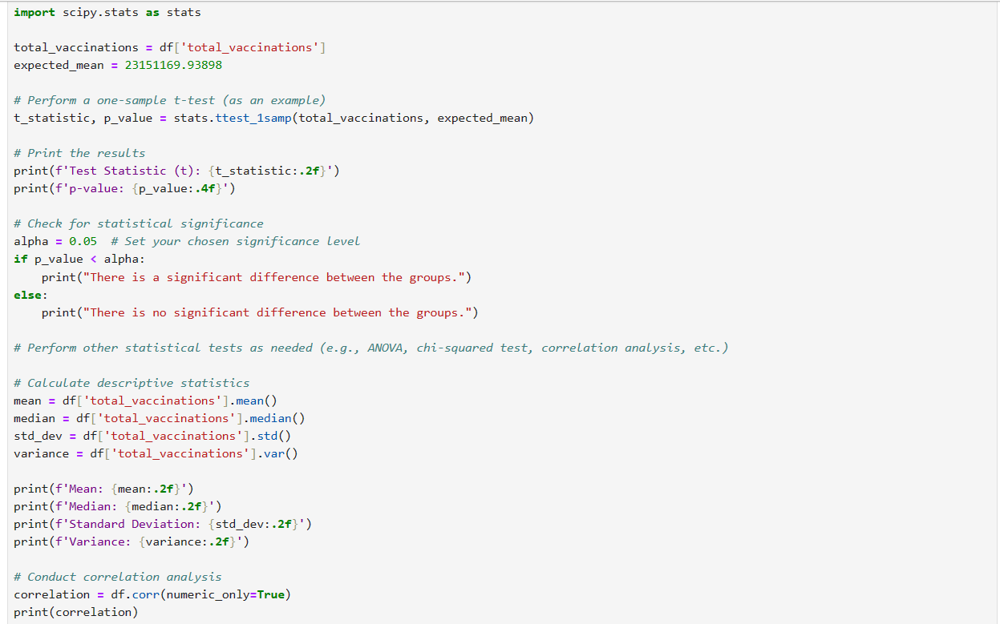 import scipy.stats as stats
total_vaccinations = df['total_vaccinations']
expected_mean = 23151169.93898
# Perform a one-sample t-test (as an example)
t_statistic, p_value = stats.ttest_1samp(total_vaccinations, expected_mean)
# Print the results
print(f'Test Statistic (t): {t_statistic:.2f}')
print(f'p-value: {p_value:.4f}')
# Check for statistical significance
alpha = 0.05  # Set your chosen significance level
if p_value < alpha:
    print("There is a significant difference between the groups.")
else:
    print("There is no significant difference between the groups.")
# Perform other statistical tests as needed (e.g., ANOVA, chi-squared test, correlation analysis, etc.)
# Calculate descriptive statistics
mean = df['total_vaccinations'].mean()
median = df['total_vaccinations'].median()
std_dev = df['total_vaccinations'].std()
variance = df['total_vaccinations'].var()
print(f'Mean: {mean:.2f}')
print(f'Median: {median:.2f}')
print(f'Standard Deviation: {std_dev:.2f}')
print(f'Variance: {variance:.2f}')
# Conduct correlation analysis
correlation = df.corr(numeric_only=True)
print(correlation)